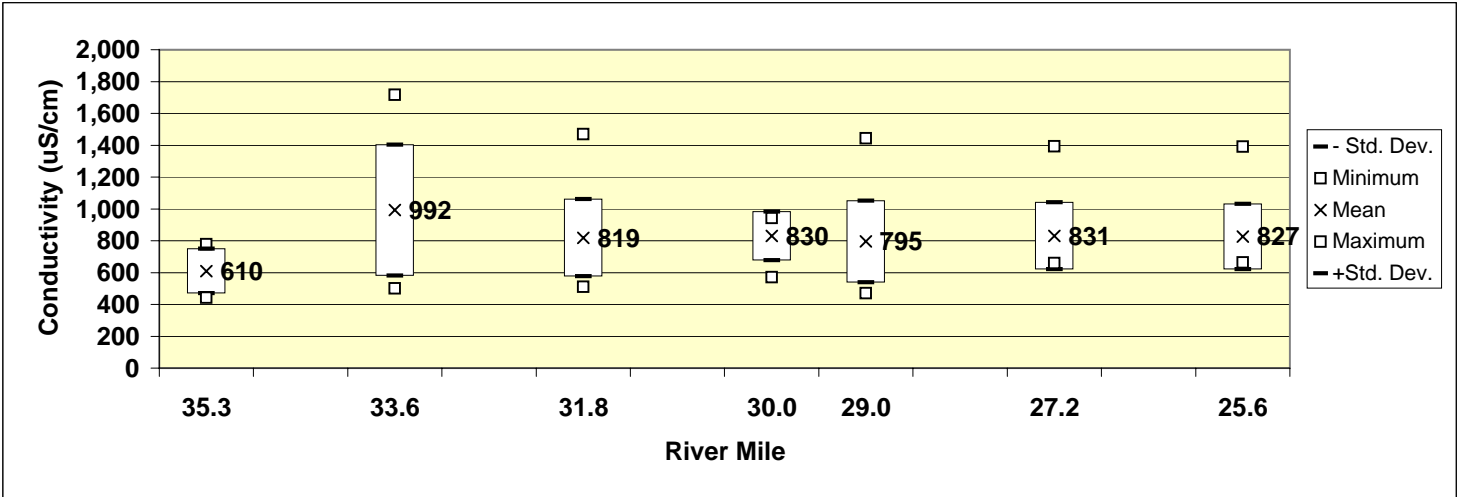 2,000
1,800
1,600
1,400
1,200
1,000
800
600
400
200
0
Conductivity (uS/cm)
610
992
819
830
795
831
827
35.3 33.6 31.8 30.0 29.0 27.2 25.6
River Mile
- Std. Dev.
Minimum
Mean
Maximum
+Std. Dev.